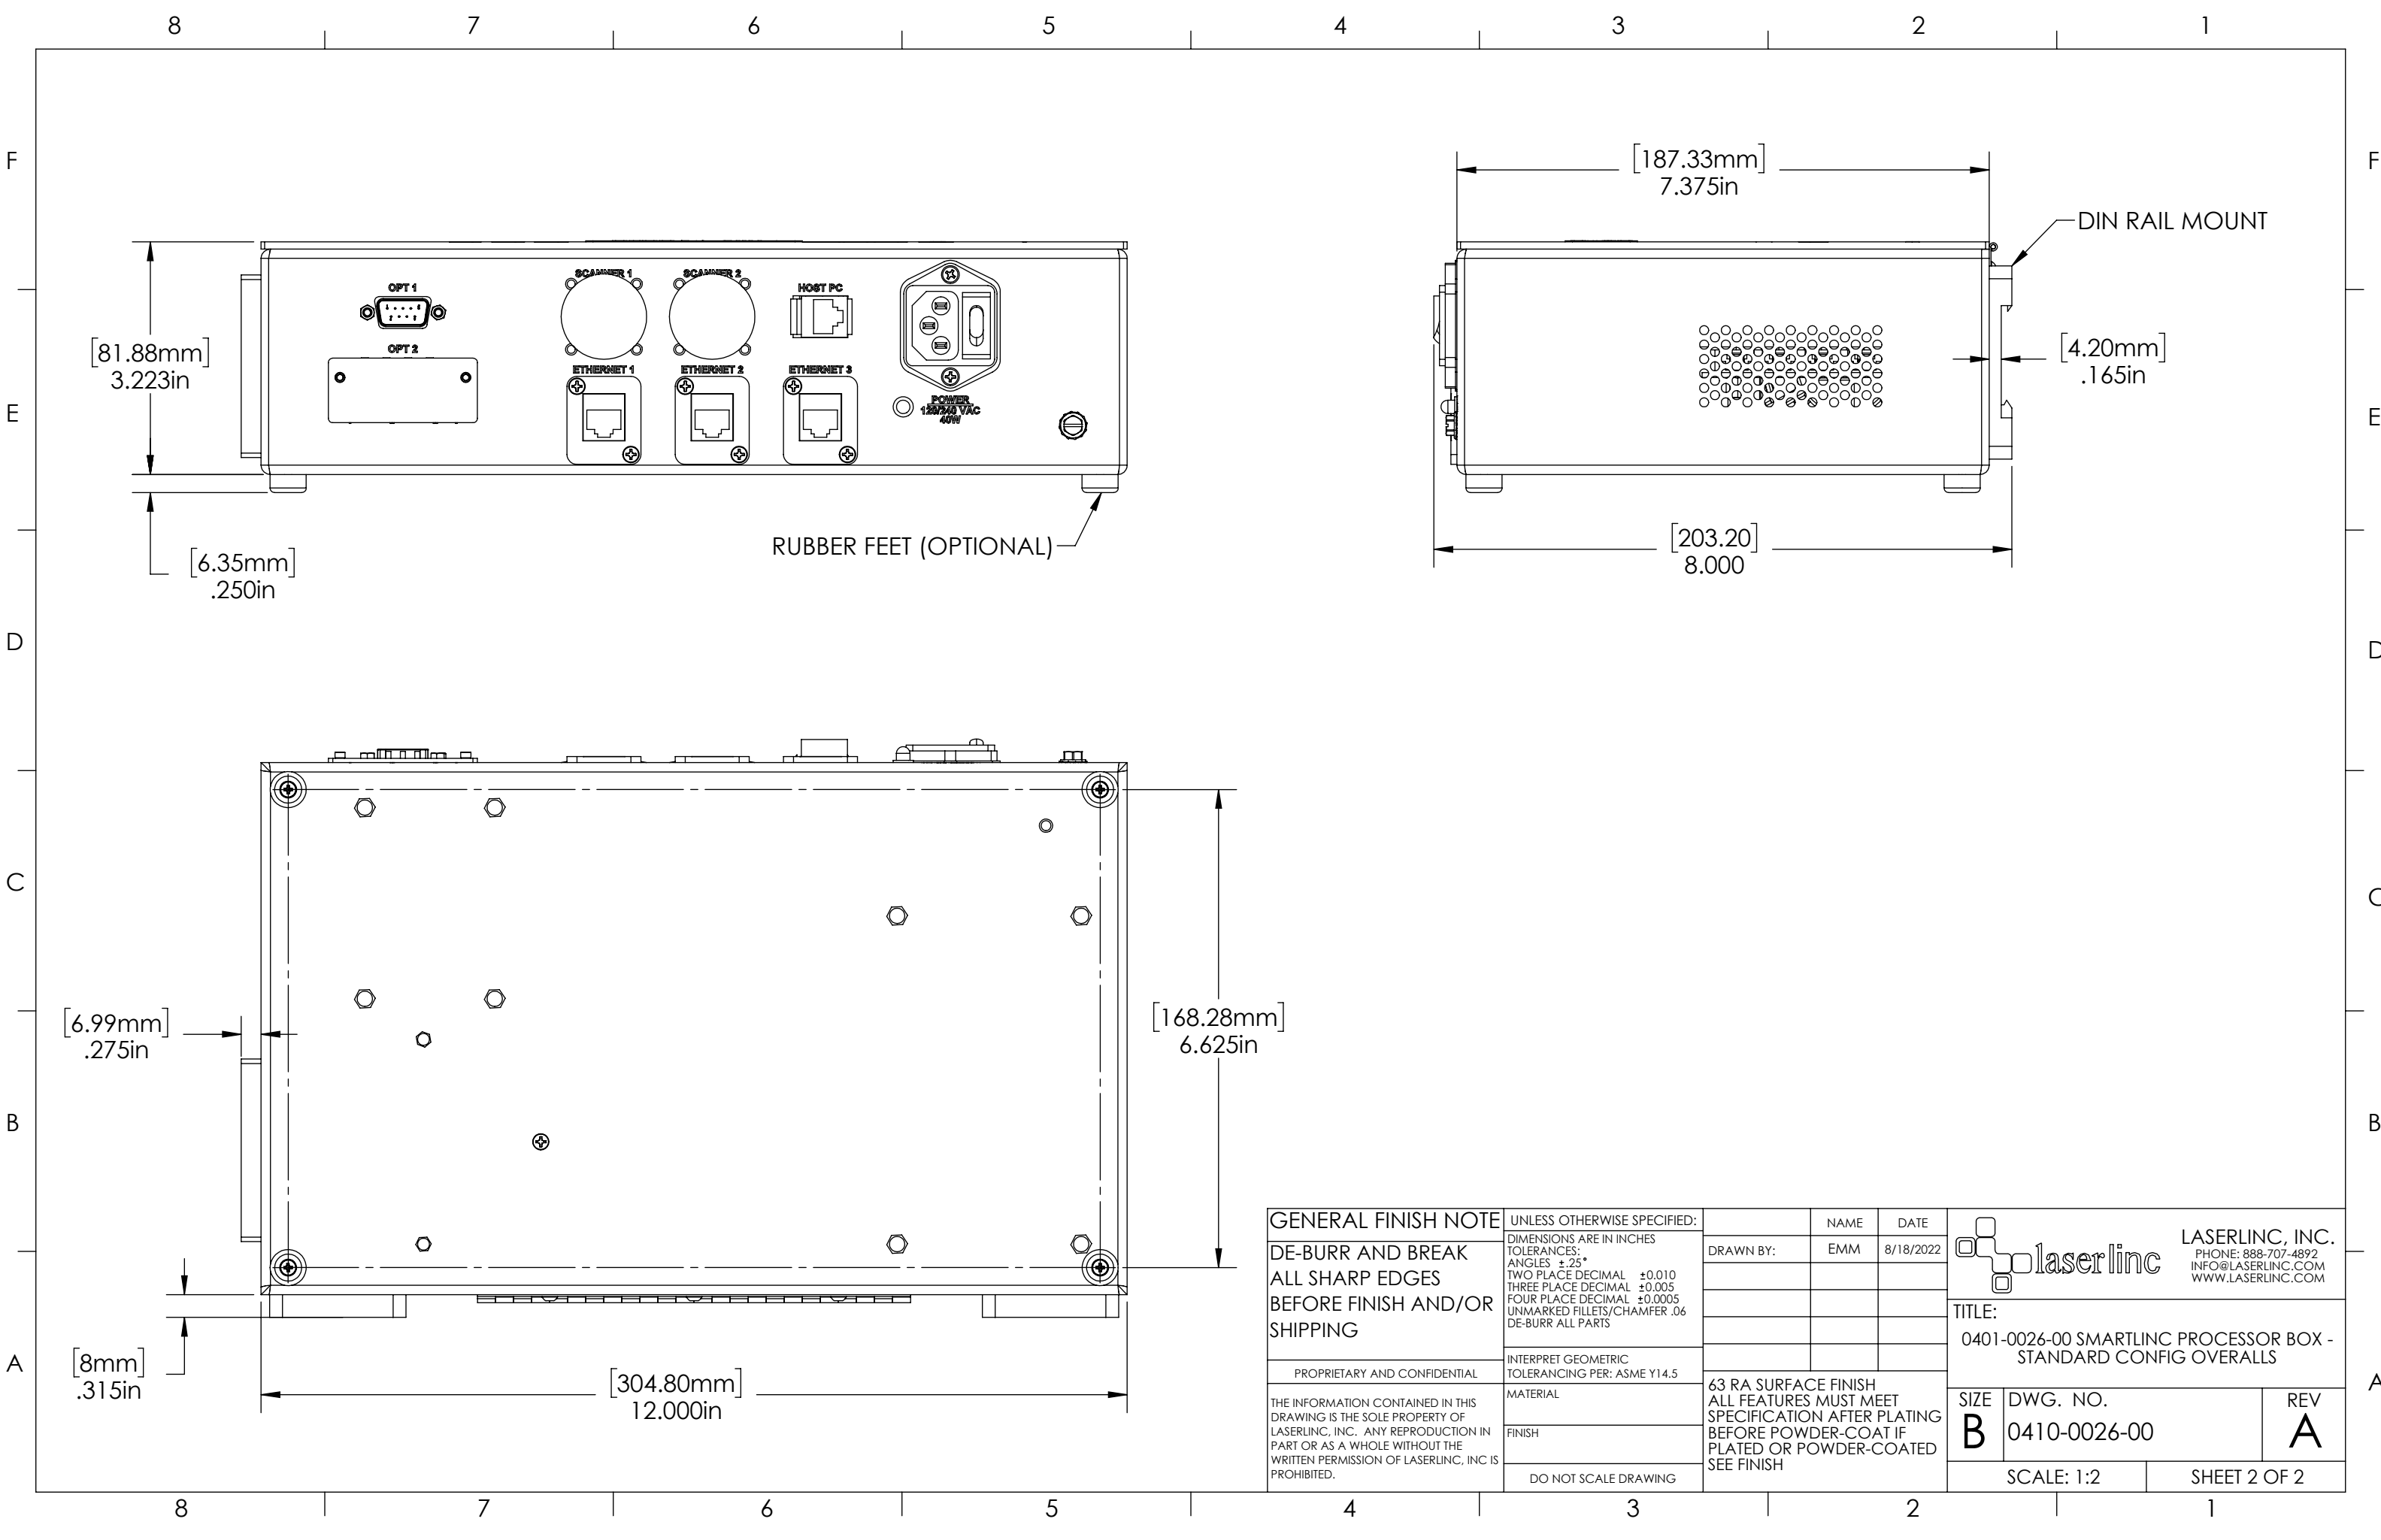 8 7 6 5 4 3 2 1
F
F
[187.33mm]
7.375in
DIN RAIL MOUNT
SCANNER 1
SCANNER 2
HOST PC
OPT 1
OPT 2
ETHERNET 1
ETHERNET 2
ETHERNET 3
POWER
120/240 VAC
40W
[81.88mm]
3.223in
[4.20mm]
.165in
E
E
[6.35mm]
.250in
RUBBER FEET (OPTIONAL)
[203.20]
8.000
D
D
C
C
[6.99mm]
.275in
[168.28mm]
6.625in
B
B
[8mm]
.315in
[304.80mm]
12.000in
A
A
GENERAL FINISH NOTE
DE-BURR AND BREAK
ALL SHARP EDGES
BEFORE FINISH AND/OR
SHIPPING
PROPRIETARY AND CONFIDENTIAL
THE INFORMATION CONTAINED IN THIS
DRAWING IS THE SOLE PROPERTY OF
LASERLINC, INC. ANY REPRODUCTION IN
PART OR AS A WHOLE WITHOUT THE
WRITTEN PERMISSION OF LASERLINC, INC IS
PROHIBITED.
UNLESS OTHERWISE SPECIFIED:
DIMENSIONS ARE IN INCHES
TOLERANCES:
ANGLES ±.25°
TWO PLACE DECIMAL ±0.010
THREE PLACE DECIMAL ±0.005
FOUR PLACE DECIMAL ±0.0005
UNMARKED FILLETS/CHAMFER .06
DE-BURR ALL PARTS
INTERPRET GEOMETRIC
TOLERANCING PER: ASME Y14.5
MATERIAL
FINISH
DO NOT SCALE DRAWING
NAME DATE
DRAWN BY: EMM 8/18/2022
63 RA SURFACE FINISH
ALL FEATURES MUST MEET
SPECIFICATION AFTER PLATING
BEFORE POWDER-COAT IF
PLATED OR POWDER-COATED
SEE FINISH
laserlinc
LASERLINC, INC.
PHONE: 888-707-4892
INFO@LASERLINC.COM
WWW.LASERLINC.COM
TITLE:
0401-0026-00 SMARTLINC PROCESSOR BOX -
STANDARD CONFIG OVERALLS
SIZE
B
DWG. NO.
0410-0026-00
REV
A
SCALE: 1:2
SHEET 2 OF 2
8 7 6 5 4 3 2 1